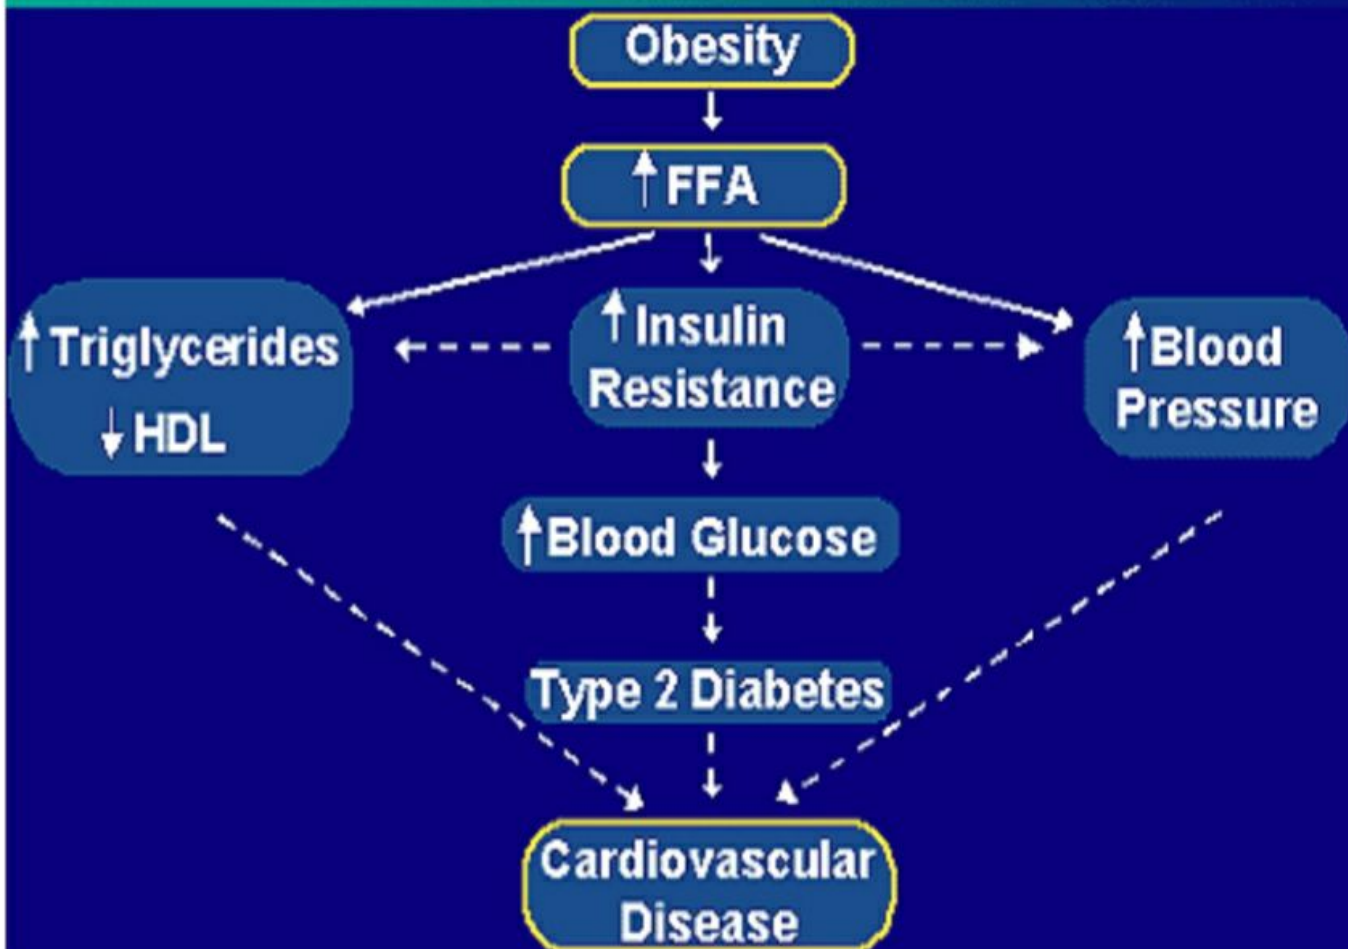 Obesity
↑ FFA
↑ Triglycerides
↓ HDL
↑ Insulin
Resistance
↑ Blood
Pressure
↑ Blood Glucose
Type 2 Diabetes
Cardiovascular
Disease